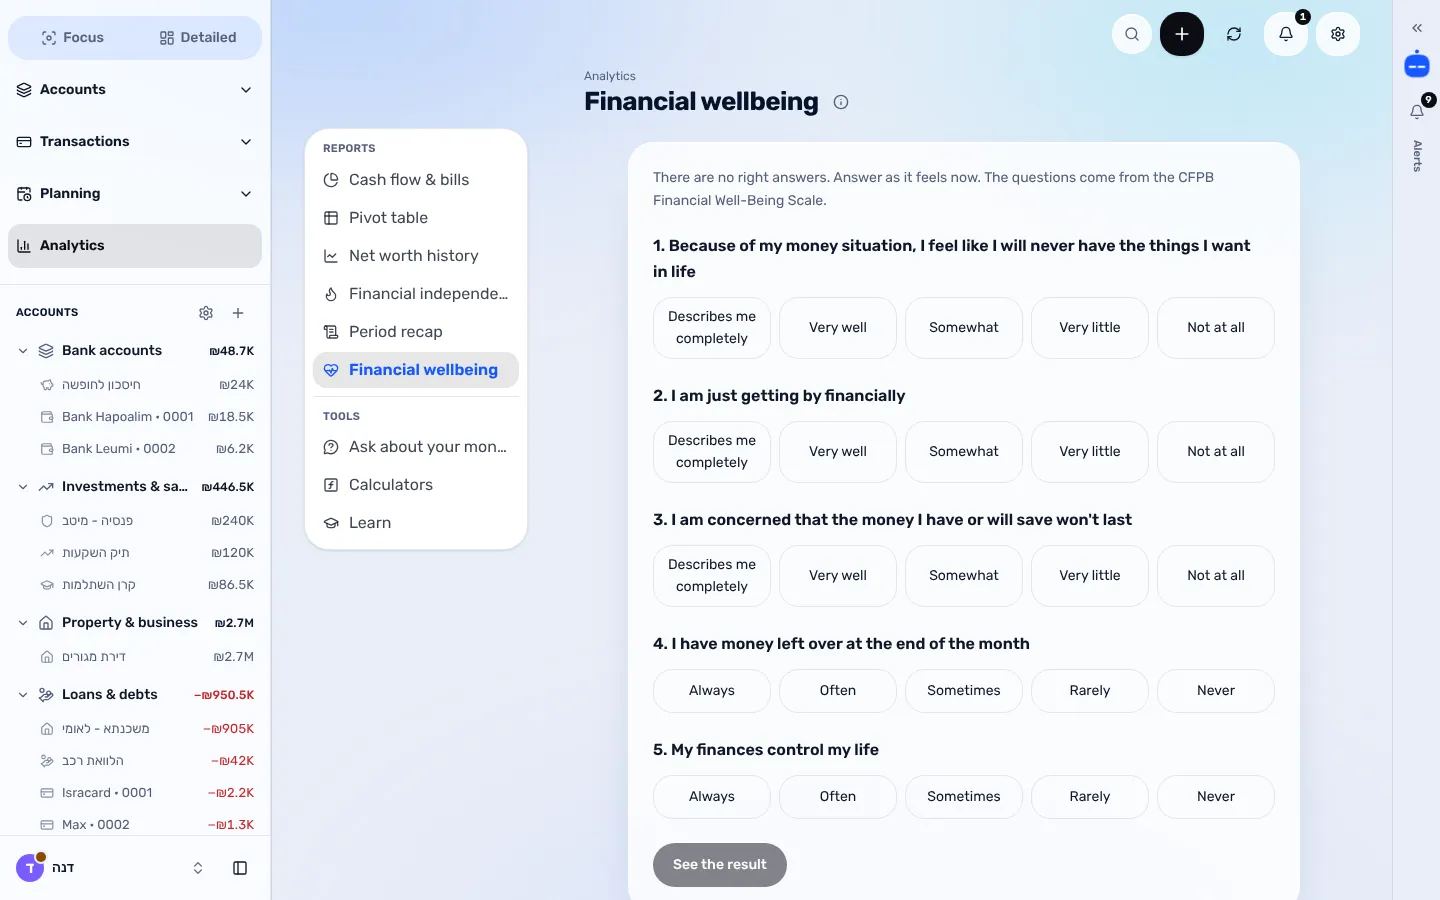 Focus
Detailed
Accounts
Transactions
Planning
Analytics
ACCOUNTS
Bank accounts ₪48.7K
חיסכון לחופשה ₪24K
Bank Hapoalim • 0001 ₪18.5K
Bank Leumi • 0002 ₪6.2K
Investments & sa... ₪446.5K
פנסיה - מיטב ₪240K
תיק השקעות ₪120K
קרן השתלמות ₪86.5K
Property & business ₪2.7M
דירת מגורים ₪2.7M
Loans & debts −₪950.5K
משכנתא - לאומי −₪905K
הלוואת רכב −₪42K
Isracard • 0001 −₪2.2K
Max • 0002 −₪1.3K
ד
דנה
REPORTS
Cash flow & bills
Pivot table
Net worth history
Financial independe...
Period recap
Financial wellbeing
TOOLS
Ask about your mon...
Calculators
Learn
1
Analytics
Financial wellbeing
There are no right answers. Answer as it feels now. The questions come from the CFPB
Financial Well-Being Scale.
1. Because of my money situation, I feel like I will never have the things I want
in life
Describes me
completely
Very well
Somewhat
Very little
Not at all
2. I am just getting by financially
Describes me
completely
Very well
Somewhat
Very little
Not at all
3. I am concerned that the money I have or will save won't last
Describes me
completely
Very well
Somewhat
Very little
Not at all
4. I have money left over at the end of the month
Always
Often
Sometimes
Rarely
Never
5. My finances control my life
Always
Often
Sometimes
Rarely
Never
See the result
9
Alerts